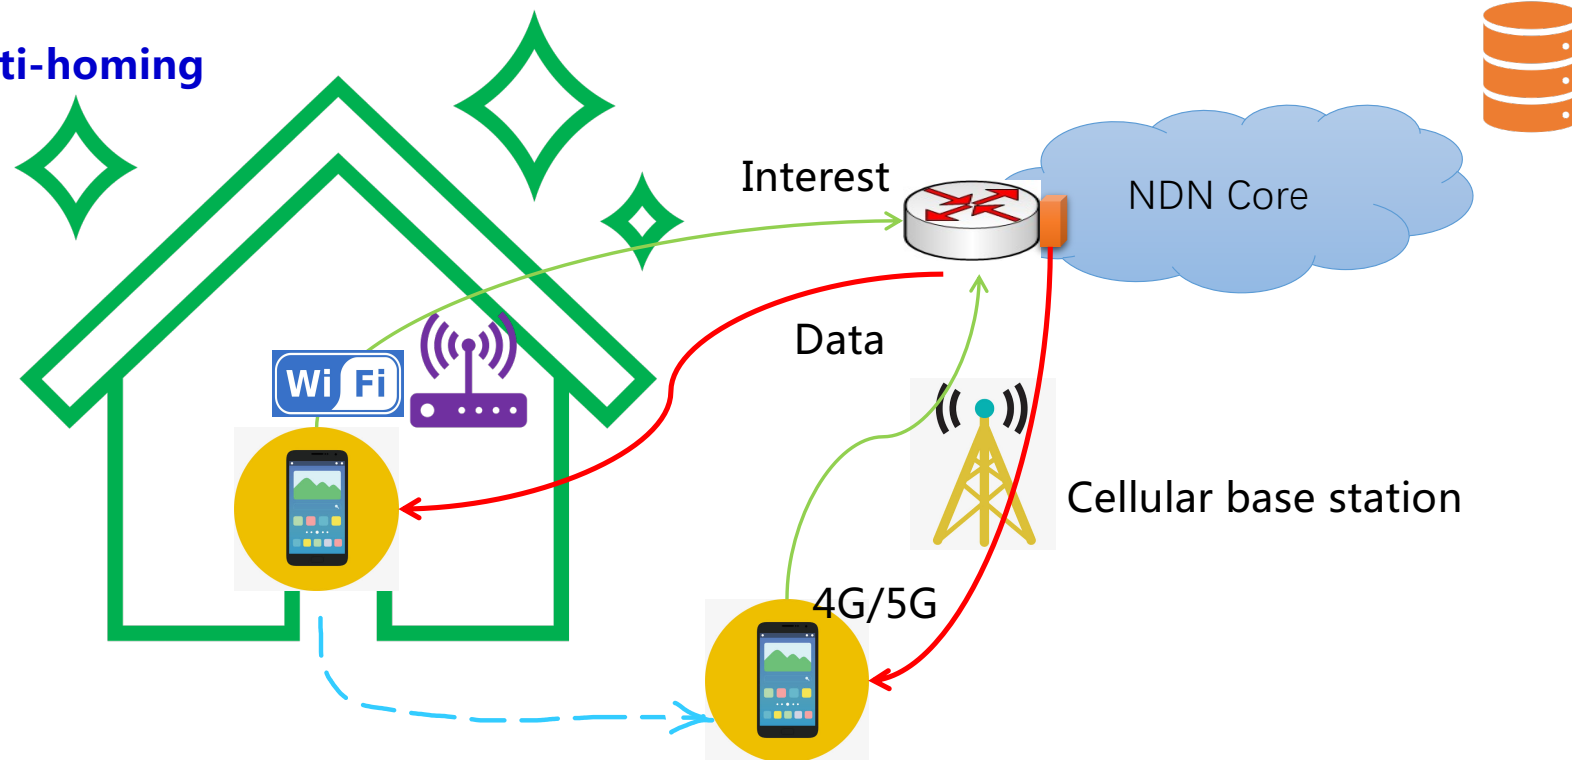 ti-homing
Interest
NDN Core
Data
Wi Fi
Cellular base station
4G/5G